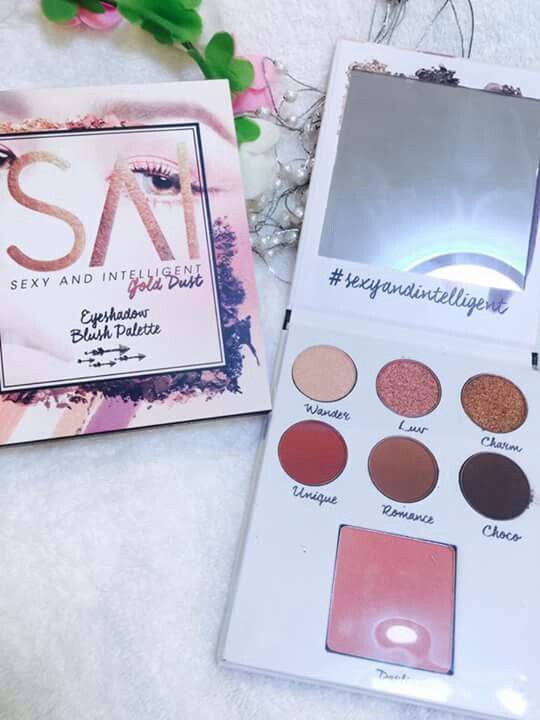 SAI
SEXY AND INTELLIGENT
Gold Dust
Eyeshadow
Blush Palette
#sexyandintelligent
Wander
Luv
Charm
Unique
Romance
Choco